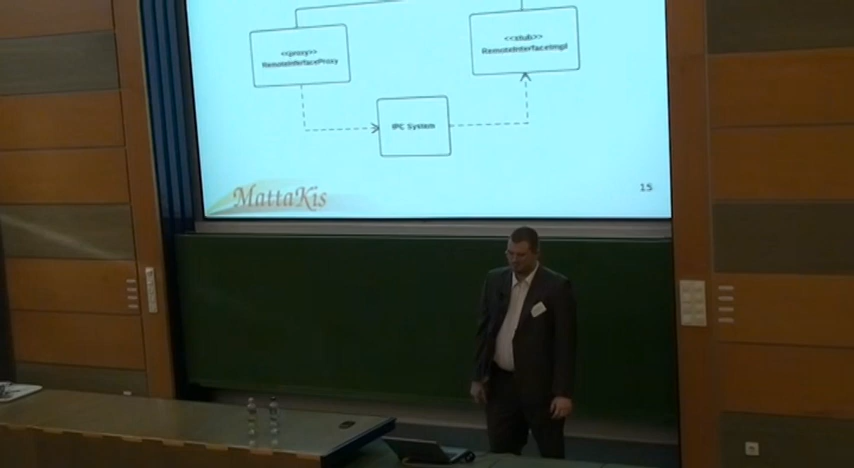 <<proxy>>
RemoteInterfaceProxy
<<stub>>
RemoteInterfaceImpl
IPC System
MattaKis
15